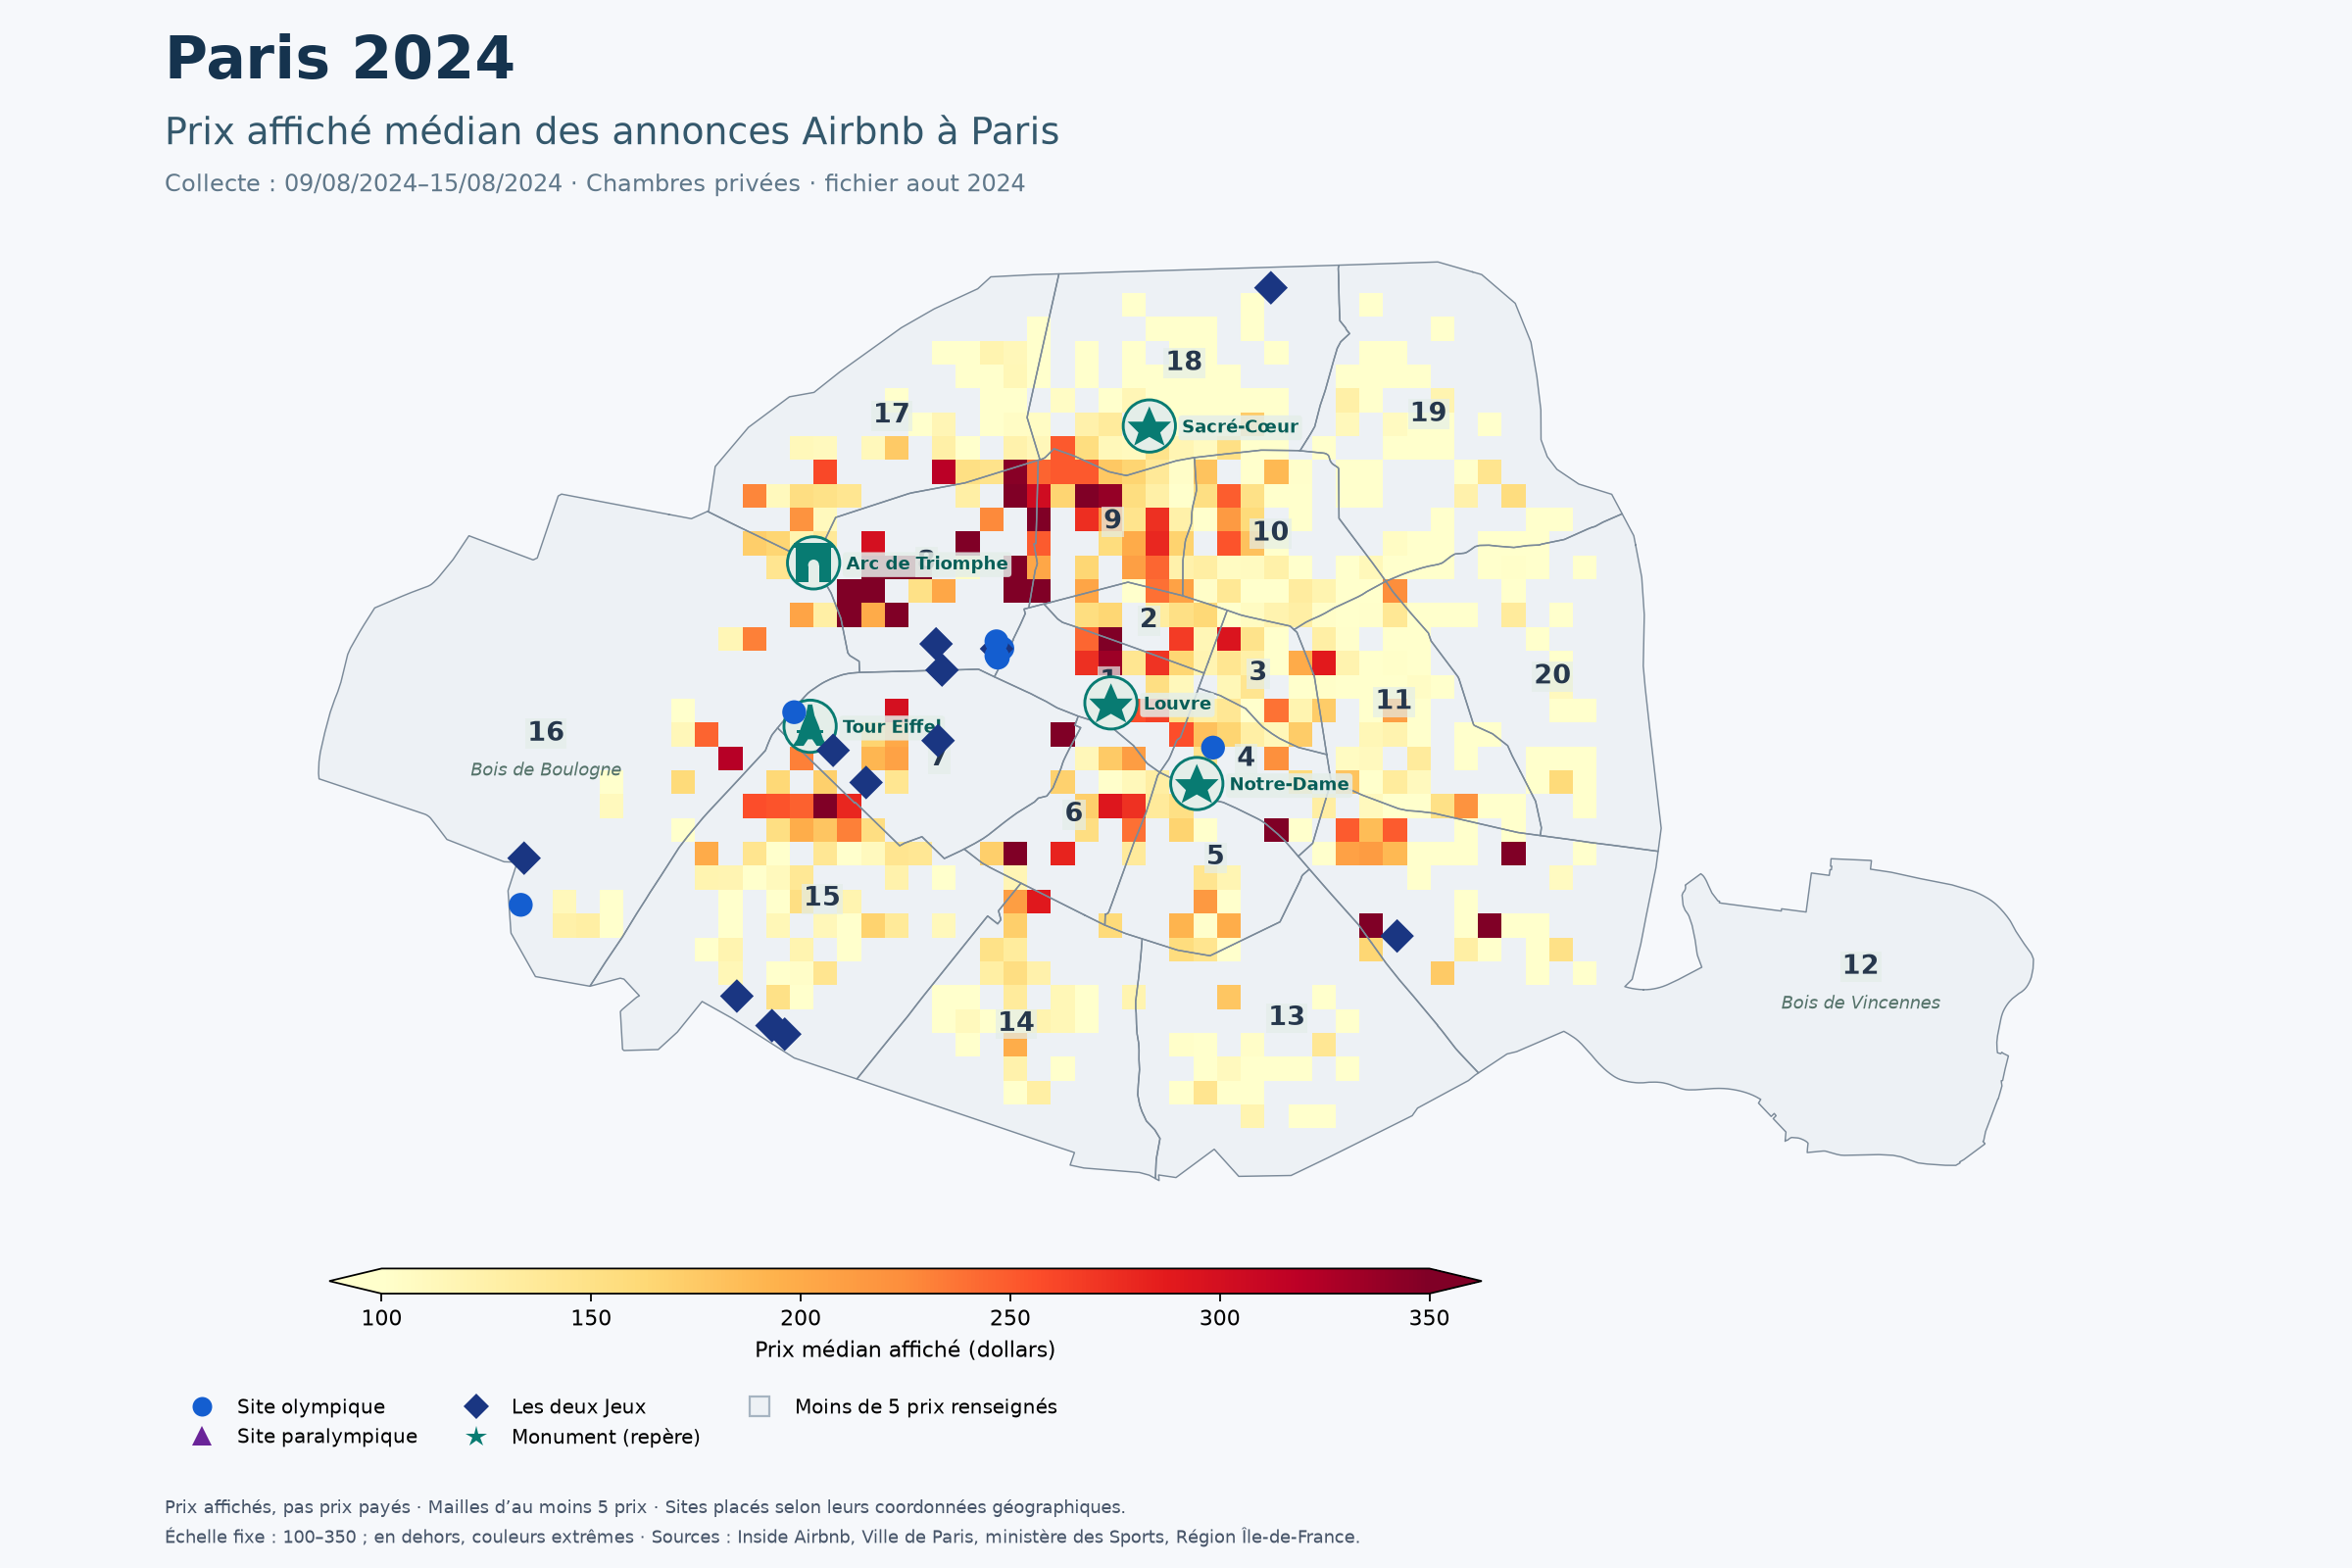 Paris 2024
Prix affiché médian des annonces Airbnb à Paris
Collecte : 09/08/2024–15/08/2024 · Chambres privées · fichier aout 2024
18
17
19
Sacré-Cœur
9
10
Arc de Triomphe
2
3
20
1
11
Louvre
16
Tour Eiffel
Bois de Boulogne
7
4
Notre-Dame
6
5
15
12
Bois de Vincennes
14
13
100
150
200
250
300
350
Prix médian affiché (dollars)
Site olympique
Les deux Jeux
Moins de 5 prix renseignés
Site paralympique
Monument (repère)
Prix affichés, pas prix payés · Mailles d’au moins 5 prix · Sites placés selon leurs coordonnées géographiques.
Échelle fixe : 100–350 ; en dehors, couleurs extrêmes · Sources : Inside Airbnb, Ville de Paris, ministère des Sports, Région Île-de-France.